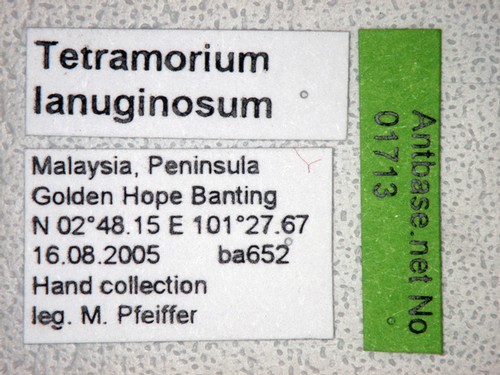 Tetramorium
lanuginosum
Malaysia, Peninsula
Golden Hope Banting
N 02°48.15 E 101°27.67
16.08.2005 ba652
Hand collection
leg. M. Pfeiffer
Antbase.net No
01713